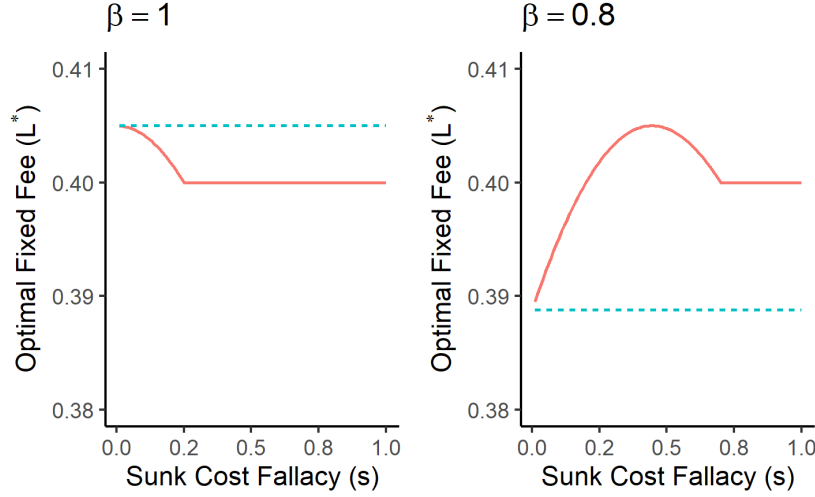 β = 1
Optimal Fixed Fee (L*)
0.41
0.40
0.39
0.38
0.0 0.2 0.5 0.8 1.0
Sunk Cost Fallacy (s)
β = 0.8
Optimal Fixed Fee (L*)
0.41
0.40
0.39
0.38
0.0 0.2 0.5 0.8 1.0
Sunk Cost Fallacy (s)